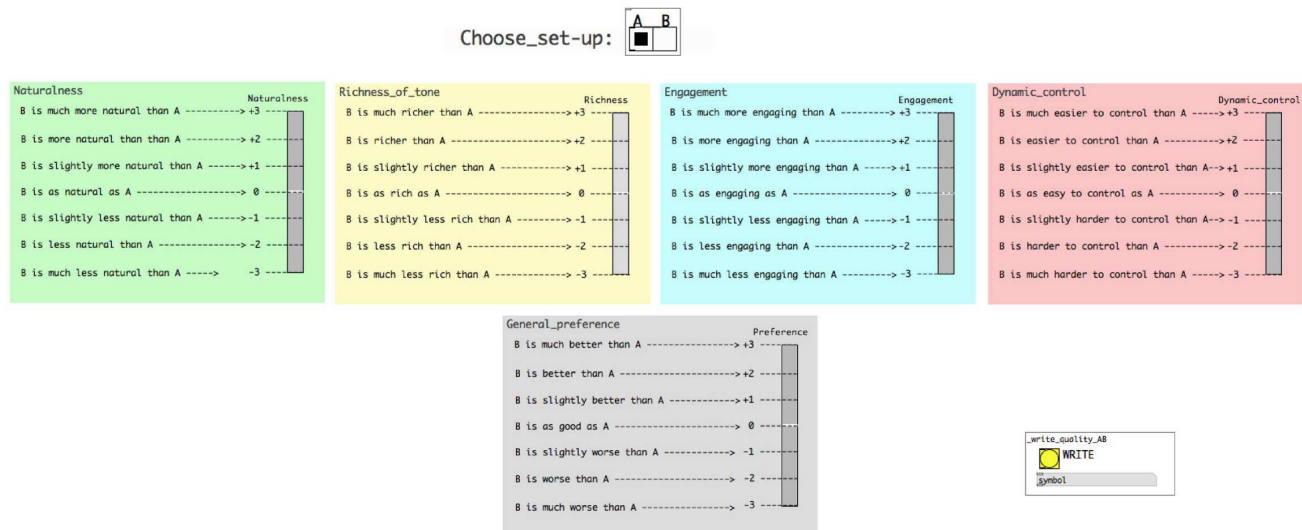 A B
Choose_set-up:
Naturalness
Naturalness
B is much more natural than A ----------> +3
B is more natural than than A ----------> +2
B is slightly more natural than A -------> +1
B is as natural as A ------------------> 0
B is slightly less natural than A -------> -1
B is less natural than A ---------------> -2
B is much less natural than A -----> -3
Richness_of_tone
Richness
B is much richer than A ---------------> +3
B is richer than A ---------------------> +2
B is slightly richer than A ------------> +1
B is as rich as A ----------------------> 0
B is slightly less rich than A ---------> -1
B is less rich than A ------------------> -2
B is much less rich than A ------------> -3
Engagement
Engagement
B is much more engaging than A ---------> +3
B is more engaging than A --------------> +2
B is slightly more engaging than A -----> +1
B is as engaging as A -----------------> 0
B is slightly less engaging than A -----> -1
B is less engaging than A --------------> -2
B is much less engaging than A ---------> -3
Dynamic_control
Dynamic_control
B is much easier to control than A -----> +3
B is easier to control than A ----------> +2
B is slightly easier to control than A --> +1
B is as easy to control as A ----------> 0
B is slightly harder to control than A--> -1
B is harder to control than A ----------> -2
B is much harder to control than A -----> -3
General_preference
Preference
B is much better than A ---------------> +3
B is better than A ---------------------> +2
B is slightly better than A ------------> +1
B is as good as A ----------------------> 0
B is slightly worse than A ------------> -1
B is worse than A ----------------------> -2
B is much worse than A -----------------> -3
_write_quality_AB
WRITE
symbol